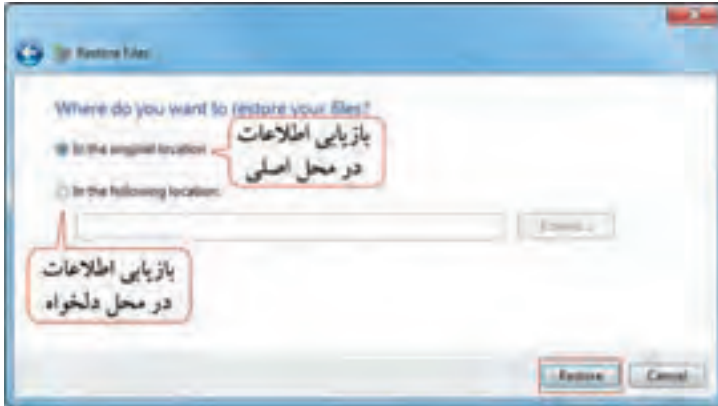 Restore Files
Where do you want to restore your files?
In the original location
بازیابی اطلاعات
در محل اصلی
In the following location:
Browse...
بازیابی اطلاعات
در محل دلخواه
Restore
Cancel